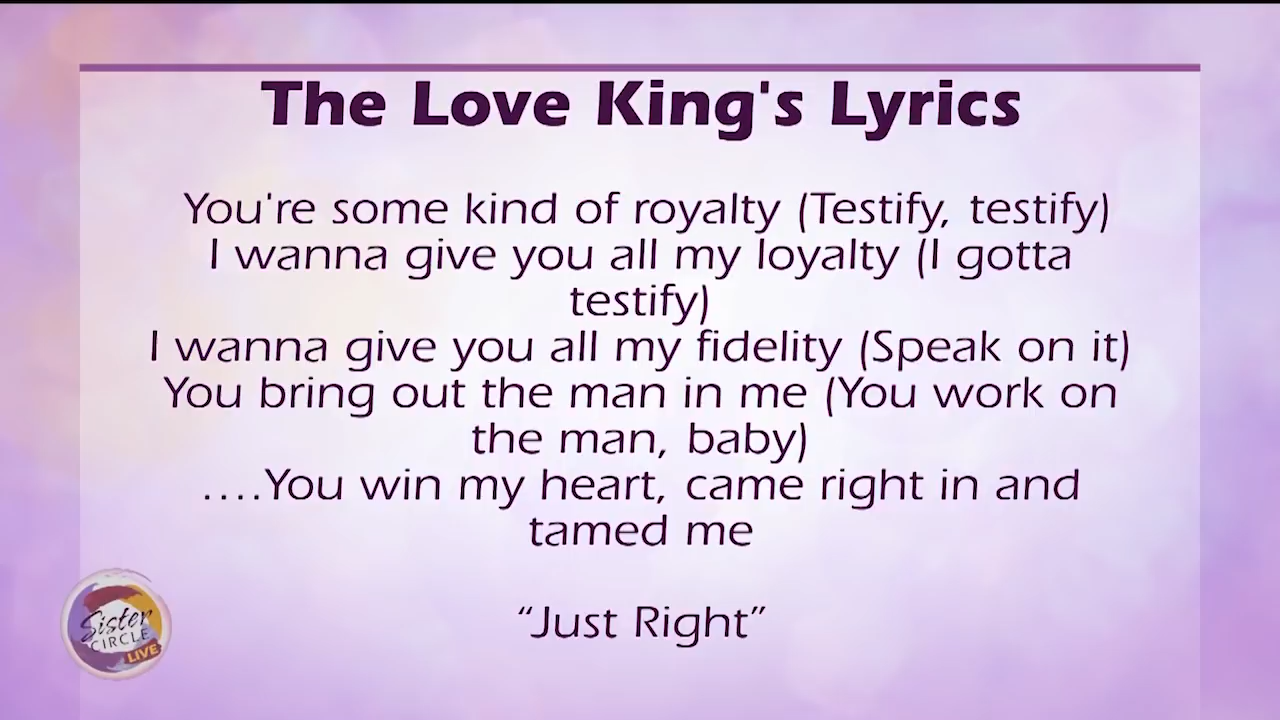 The Love King's Lyrics
You're some kind of royalty (Testify, testify)
I wanna give you all my loyalty (I gotta
testify)
I wanna give you all my fidelity (Speak on it)
You bring out the man in me (You work on
the man, baby)
....You win my heart, came right in and
tamed me
“Just Right”
Sister
CIRCLE
LIVE